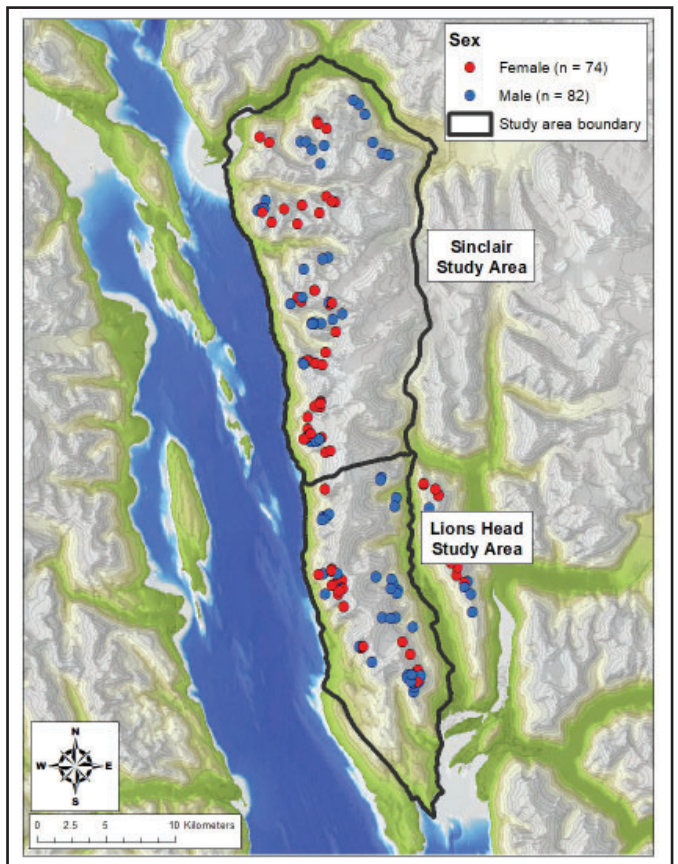 Sex
Female (n = 74)
Male (n = 82)
Study area boundary
Sinclair
Study Area
Lions Head
Study Area
N
W E
S
0 2.5 5 10 Kilometers